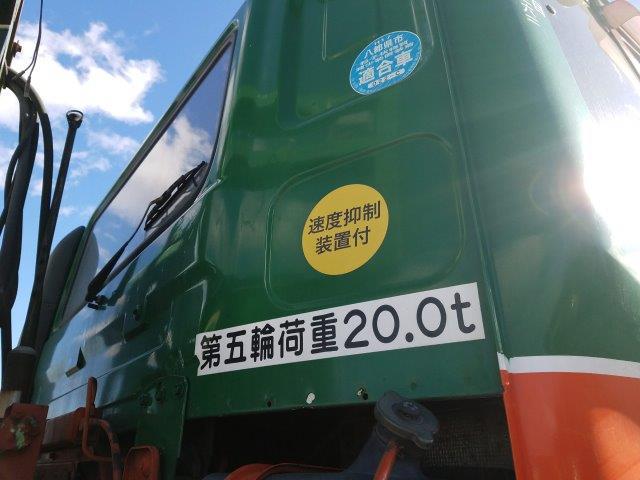 八都県市
適合車
速度抑制
装置付
第五輪荷重20.0t